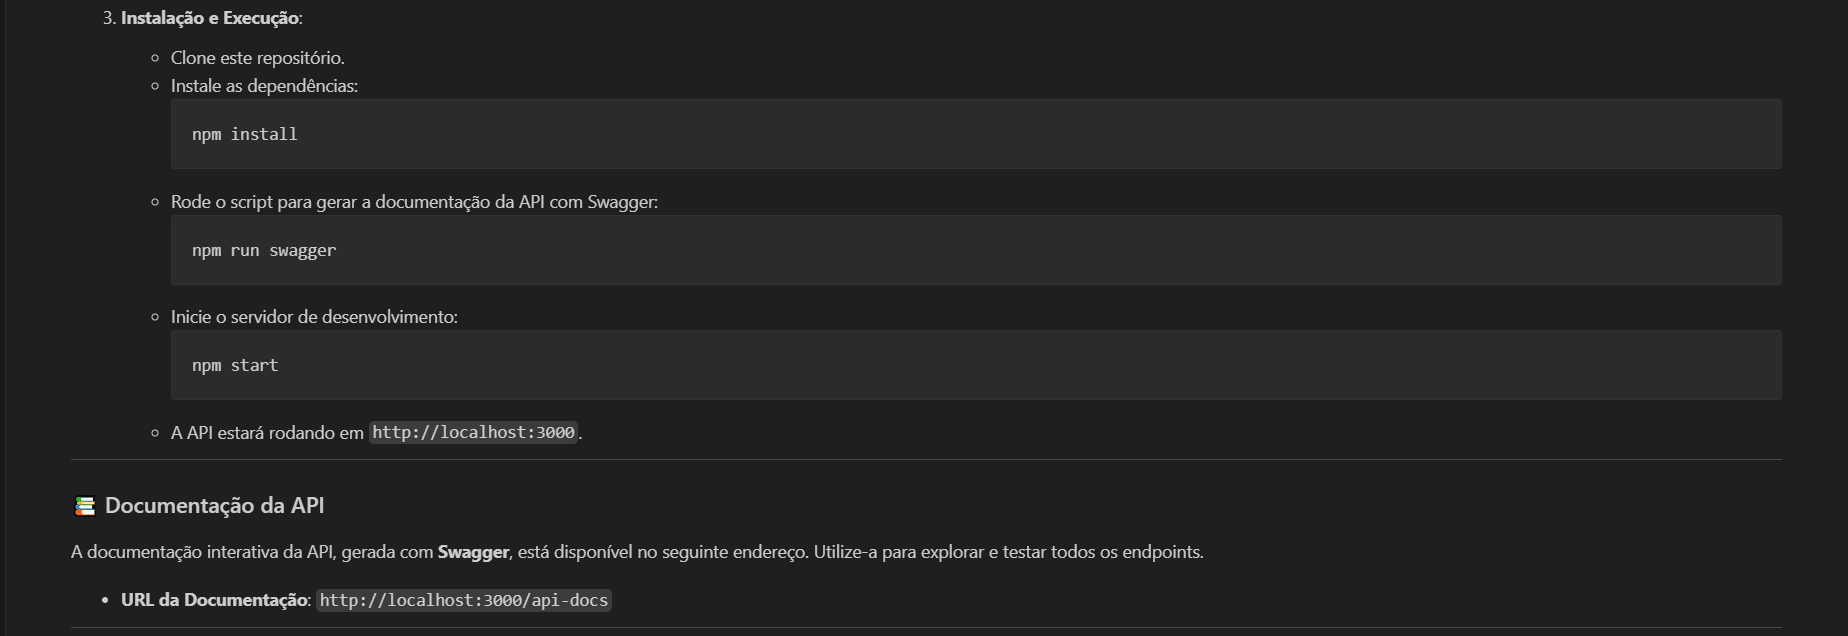 3. Instalação e Execução:
Clone este repositório.
Instale as dependências:
npm install
Rode o script para gerar a documentação da API com Swagger:
npm run swagger
Inicie o servidor de desenvolvimento:
npm start
A API estará rodando em http://localhost:3000.
Documentação da API
A documentação interativa da API, gerada com Swagger, está disponível no seguinte endereço. Utilize-a para explorar e testar todos os endpoints.
URL da Documentação: http://localhost:3000/api-docs